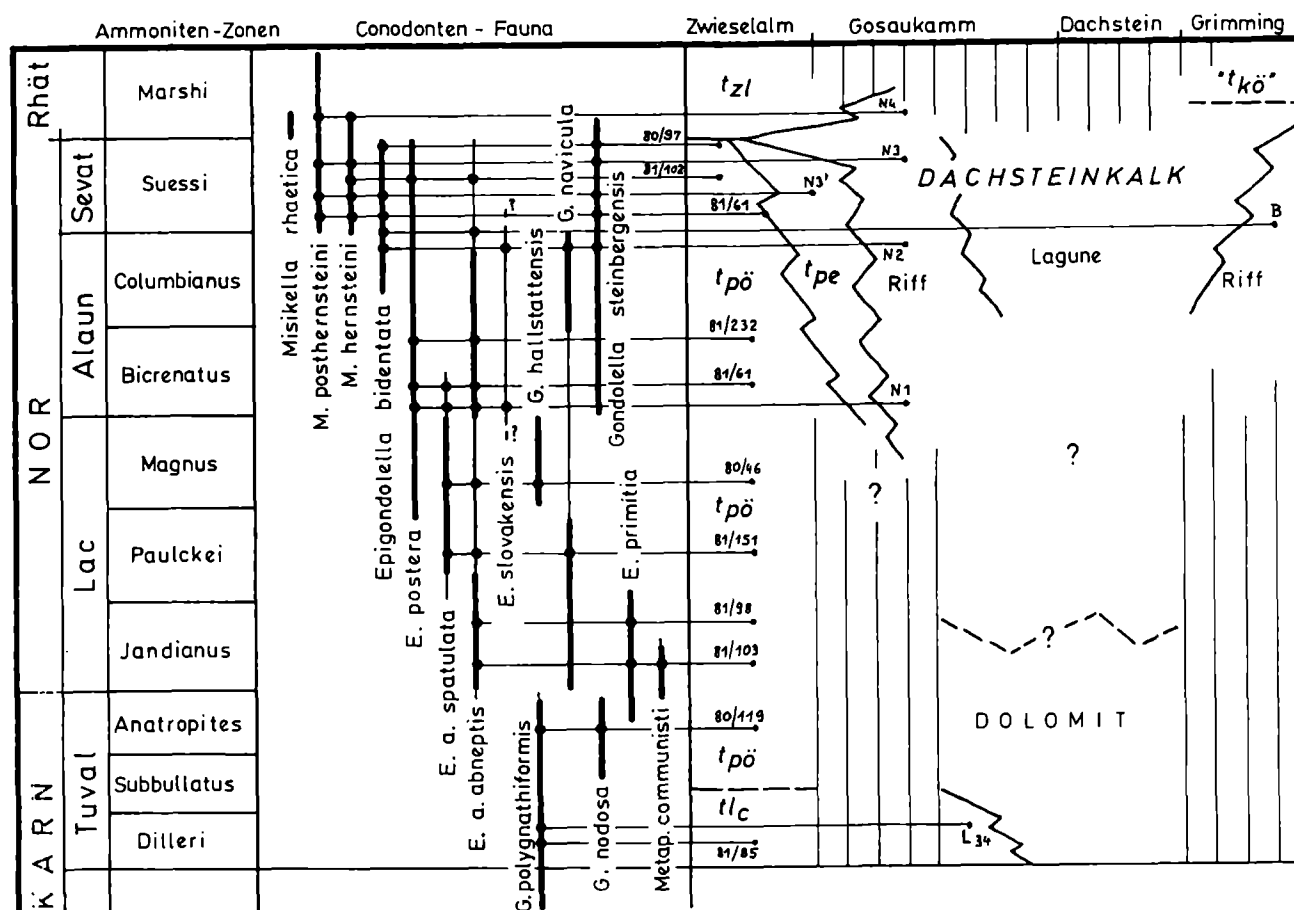 Ammoniten-Zonen
Conodonten - Fauna
Zwieselalm
Gosaukamm
Dachstein
Grimming
Rhät
NOR
KARN
Sevat
Alaun
Lac
Tuval
Marshi
Suessi
Columbianus
Bicrenatus
Magnus
Paulckei
Jandianus
Anatropites
Subbullatus
Dilleri
Misikella rhaetica
M. posthernsteini
M. hernsteini
Epigondolella bidentata
E. postera
E. a. spatulata
E. a. abneptis
E. slovakensis
?
?
G. hallstattensis
G. navicula
Gondolella steinbergensis
E. primitia
G. polygnathiformis
G. nodosa
Metap. communisti
tzl
80/97
81/102
81/61
tpö
81/232
81/61
80/46
tpö
81/151
81/98
81/103
80/119
tpö
tlc
81/85
N4
N3
N3'
N2
tpe
Riff
N1
?
L34
DACHSTEINKALK
Lagune
?
?
DOLOMIT
"tkö"
B
Riff